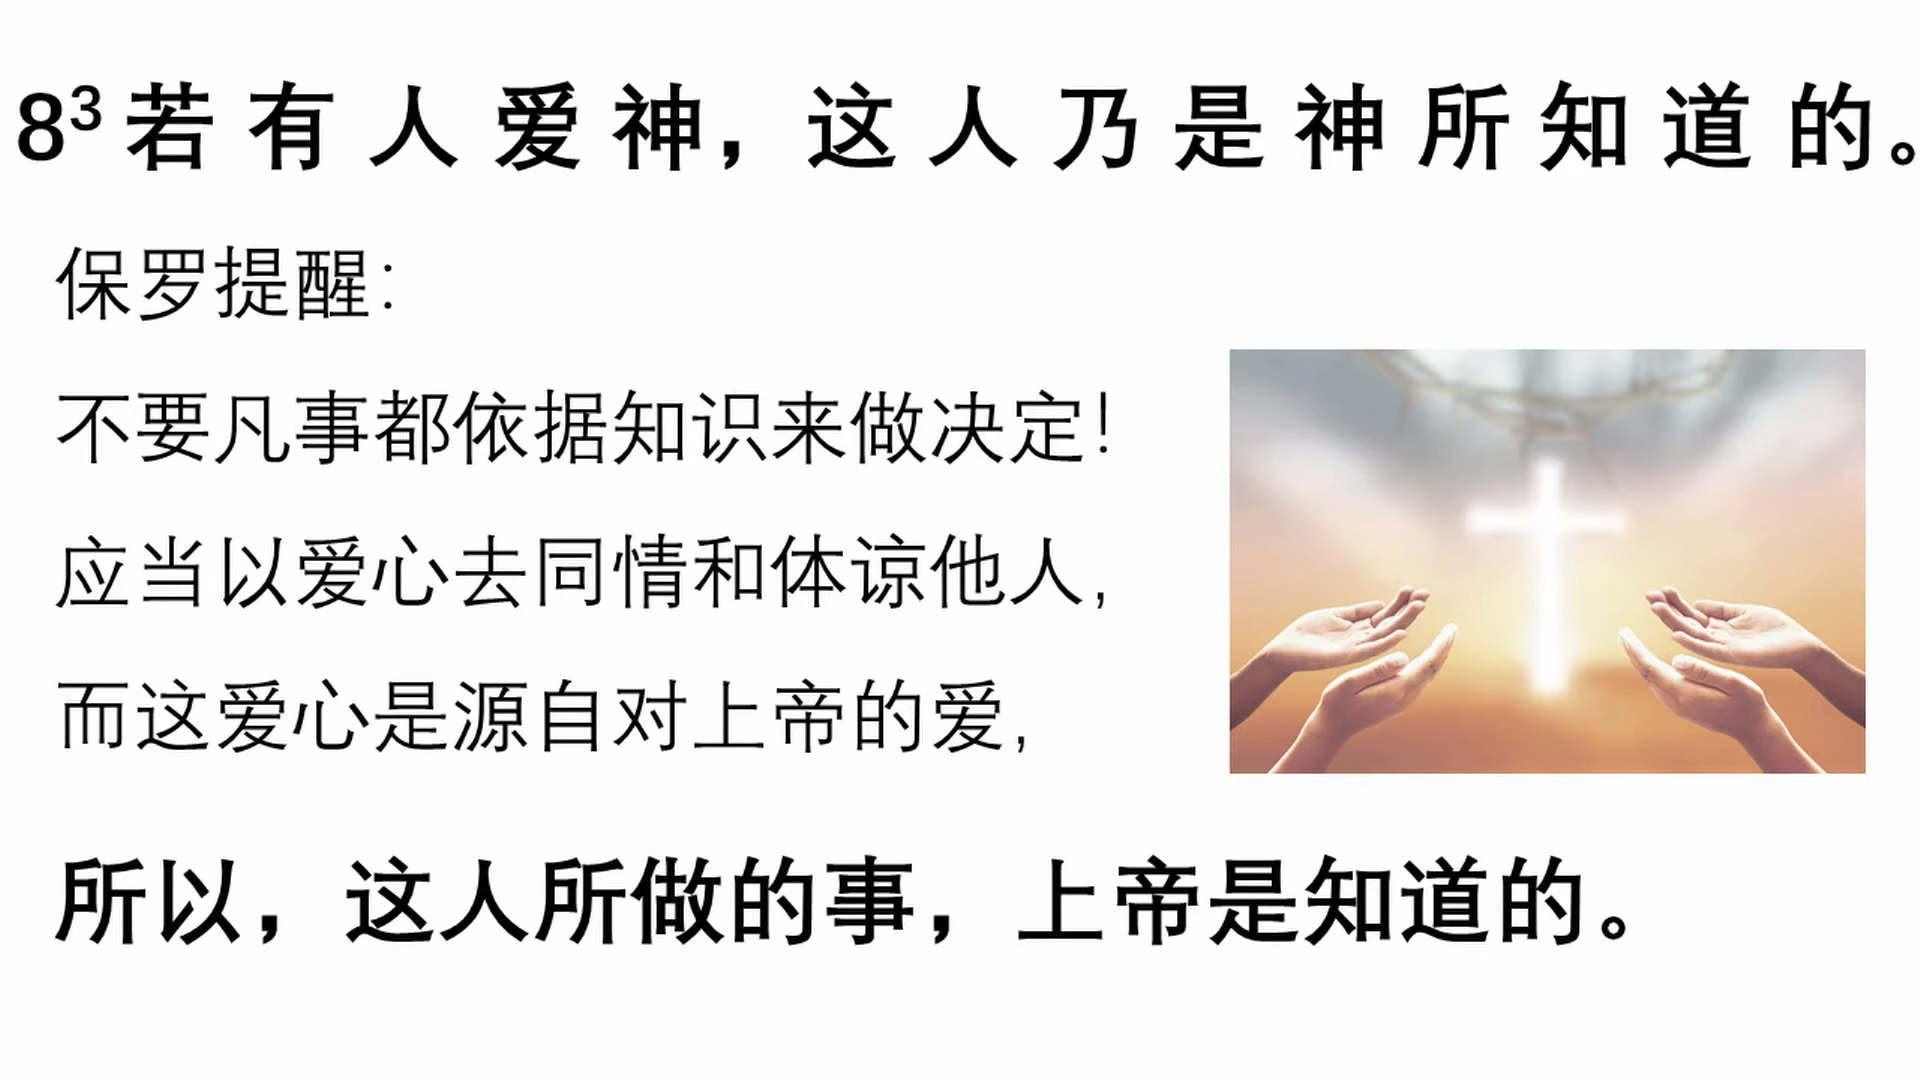 8³若有人爱神，这人乃是神所知道的。
保罗提醒：
不要凡事都依据知识来做决定！
应当以爱心去同情和体谅他人，
而这爱心是源自对上帝的爱，
所以，这人所做的事，上帝是知道的。